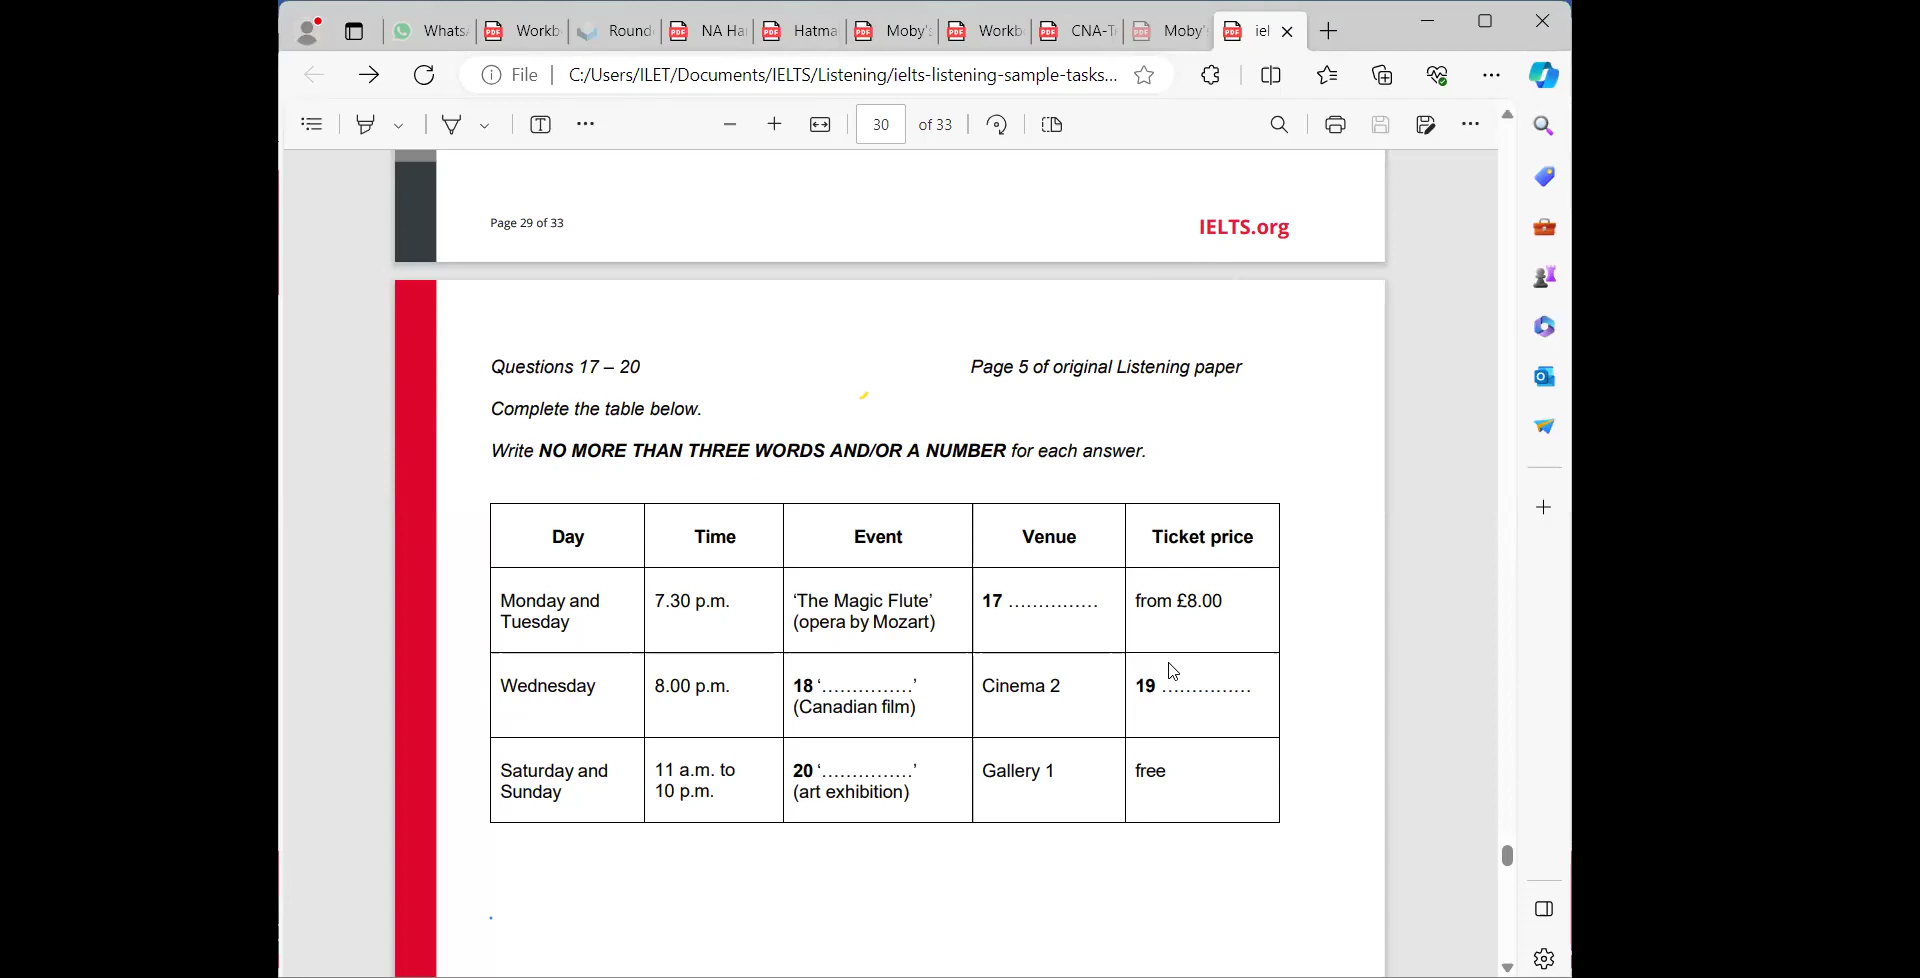 Whats
Workb
Round
NA Ha
Hatma
Moby's
Workb
CNA-T
Moby'
iel
File
C:/Users/ILET/Documents/IELTS/Listening/ielts-listening-sample-tasks...
30 of 33
Page 29 of 33
IELTS.org
Questions 17 – 20
Page 5 of original Listening paper
Complete the table below.
Write NO MORE THAN THREE WORDS AND/OR A NUMBER for each answer.
Day Time Event Venue Ticket price
Monday and 7.30 p.m. ‘The Magic Flute’ 17 ............... from £8.00
Tuesday (opera by Mozart)
Wednesday 8.00 p.m. 18 ‘...............’ Cinema 2 19 ...............
(Canadian film)
Saturday and 11 a.m. to 20 ‘...............’ Gallery 1 free
Sunday 10 p.m. (art exhibition)